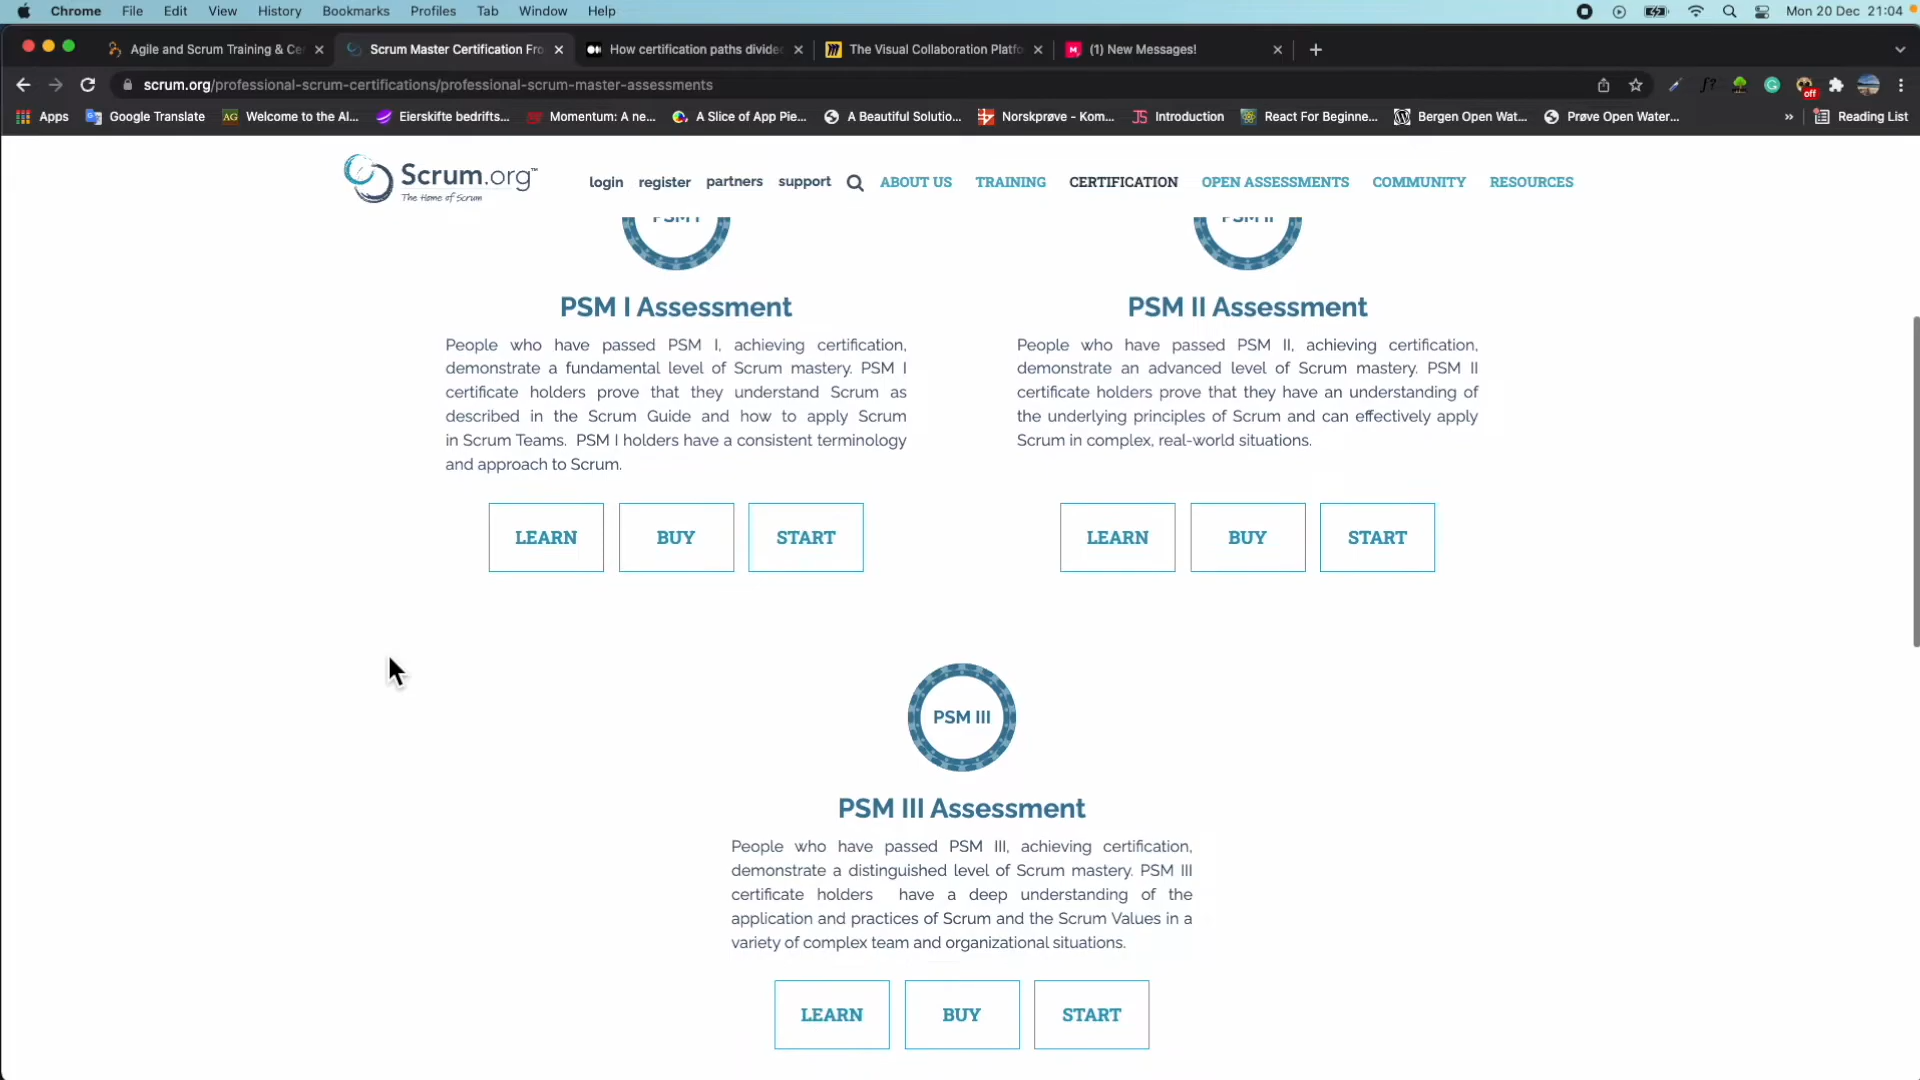 Chrome File Edit View History Bookmarks Profiles Tab Window Help Mon 20 Dec 21:04
Agile and Scrum Training & Ce Scrum Master Certification Fro How certification paths divide The Visual Collaboration Platfo (1) New Messages!
scrum.org/professional-scrum-certifications/professional-scrum-master-assessments
off
Apps Google Translate AG Welcome to the Al... Eierskifte bedrifts... Momentum: A ne... A Slice of App Pie... A Beautiful Solutio... Norskprøve - Kom... JS Introduction React For Beginne... Bergen Open Wat... Prøve Open Water... » Reading List
Scrum.org™
The Home of Scrum
login register partners support ABOUT US TRAINING CERTIFICATION OPEN ASSESSMENTS COMMUNITY RESOURCES
PSM I PSM II
PSM I Assessment
People who have passed PSM I, achieving certification,
demonstrate a fundamental level of Scrum mastery. PSM I
certificate holders prove that they understand Scrum as
described in the Scrum Guide and how to apply Scrum
in Scrum Teams. PSM I holders have a consistent terminology
and approach to Scrum.
LEARN BUY START
PSM II Assessment
People who have passed PSM II, achieving certification,
demonstrate an advanced level of Scrum mastery. PSM II
certificate holders prove that they have an understanding of
the underlying principles of Scrum and can effectively apply
Scrum in complex, real-world situations.
LEARN BUY START
PSM III
PSM III Assessment
People who have passed PSM III, achieving certification,
demonstrate a distinguished level of Scrum mastery. PSM III
certificate holders have a deep understanding of the
application and practices of Scrum and the Scrum Values in a
variety of complex team and organizational situations.
LEARN BUY START